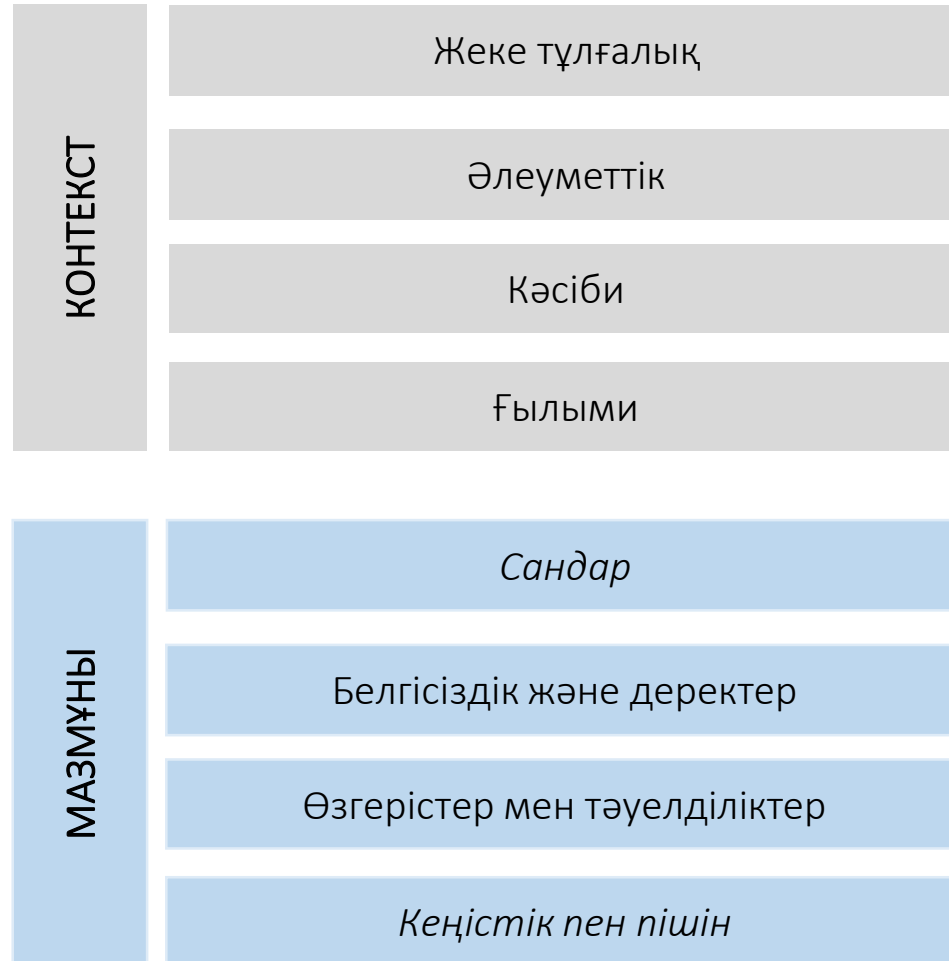 КОНТЕКСТ
Жеке тұлғалық
Әлеуметтік
Кәсіби
Ғылыми
МАЗМҰНЫ
Сандар
Белгісіздік және деректер
Өзгерістер мен тәуелділіктер
Кеңістік пен пішін